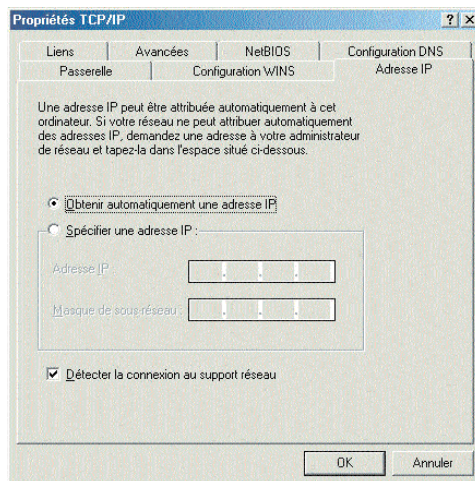 Propriétés TCP/IP
Liens Avancées NetBIOS Configuration DNS
Passerelle Configuration WINS Adresse IP
Une adresse IP peut être attribuée automatiquement à cet
ordinateur. Si votre réseau ne peut attribuer automatiquement
des adresses IP, demandez une adresse à votre administrateur
de réseau et tapez-la dans l'espace situé ci-dessous.
Obtenir automatiquement une adresse IP
Spécifier une adresse IP :
Adresse IP
Masque de sous-réseau :
Détecter la connexion au support réseau
OK Annuler